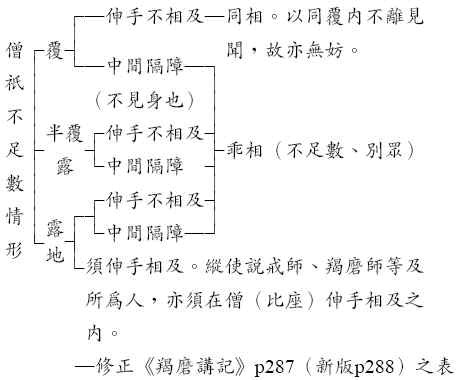 僧祇不足數情形
覆
伸手不相及
同相。以同覆内不離見
聞,故亦無妨。
中間隔障
(不見身也)
半覆
露
伸手不相及
中間隔障
乖相(不足數、別眾)
露地
伸手不相及
中間隔障
須伸手相及。縱使説戒師、羯磨師等及
所爲人,亦須在僧(比座)伸手相及之
内。
—修正《羯磨講記》p287(新版p288)之表